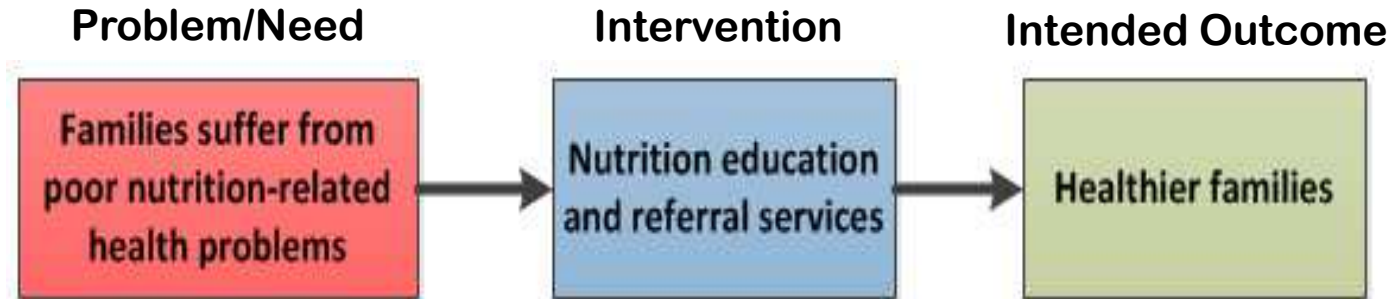 Problem/Need
Intervention
Intended Outcome
Families suffer from
poor nutrition-related
health problems
Nutrition education
and referral services
Healthier families